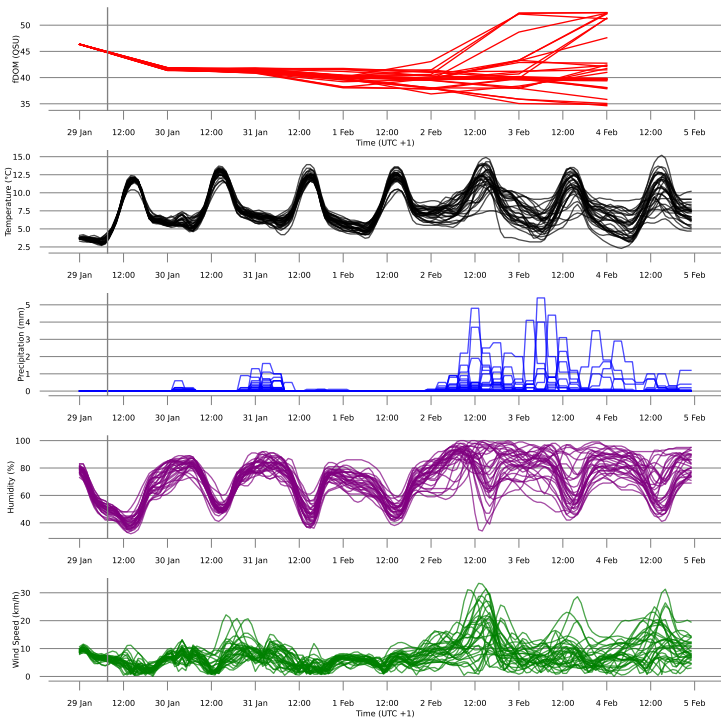 fDOM (QSU)
50
45
40
35
29 Jan 12:00 30 Jan 12:00 31 Jan 12:00 1 Feb 12:00 2 Feb 12:00 3 Feb 12:00 4 Feb 12:00 5 Feb
Time (UTC +1)
Temperature (°C)
15.0
12.5
10.0
7.5
5.0
2.5
29 Jan 12:00 30 Jan 12:00 31 Jan 12:00 1 Feb 12:00 2 Feb 12:00 3 Feb 12:00 4 Feb 12:00 5 Feb
Precipitation (mm)
5
4
3
2
1
0
29 Jan 12:00 30 Jan 12:00 31 Jan 12:00 1 Feb 12:00 2 Feb 12:00 3 Feb 12:00 4 Feb 12:00 5 Feb
Humidity (%)
100
80
60
40
29 Jan 12:00 30 Jan 12:00 31 Jan 12:00 1 Feb 12:00 2 Feb 12:00 3 Feb 12:00 4 Feb 12:00 5 Feb
Wind Speed (km/h)
30
20
10
0
29 Jan 12:00 30 Jan 12:00 31 Jan 12:00 1 Feb 12:00 2 Feb 12:00 3 Feb 12:00 4 Feb 12:00 5 Feb
Time (UTC +1)